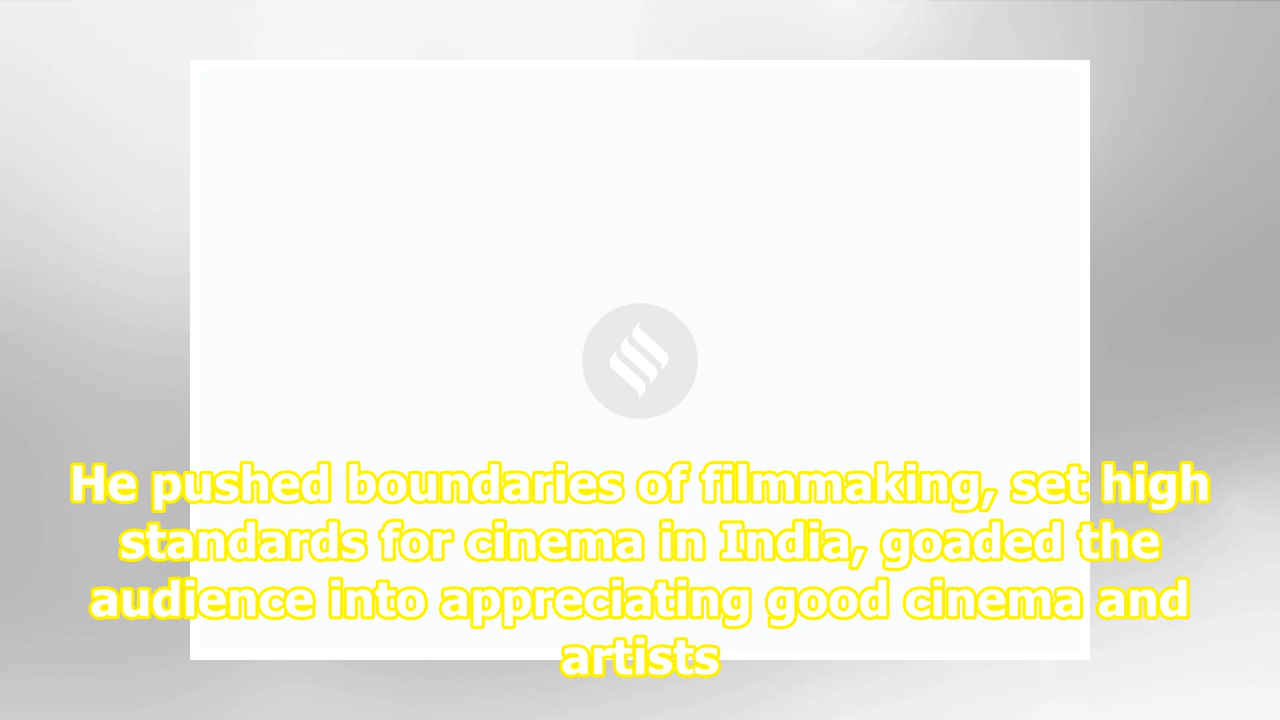 He pushed boundaries of filmmaking, set high
standards for cinema in India, goaded the
audience into appreciating good cinema and
artists